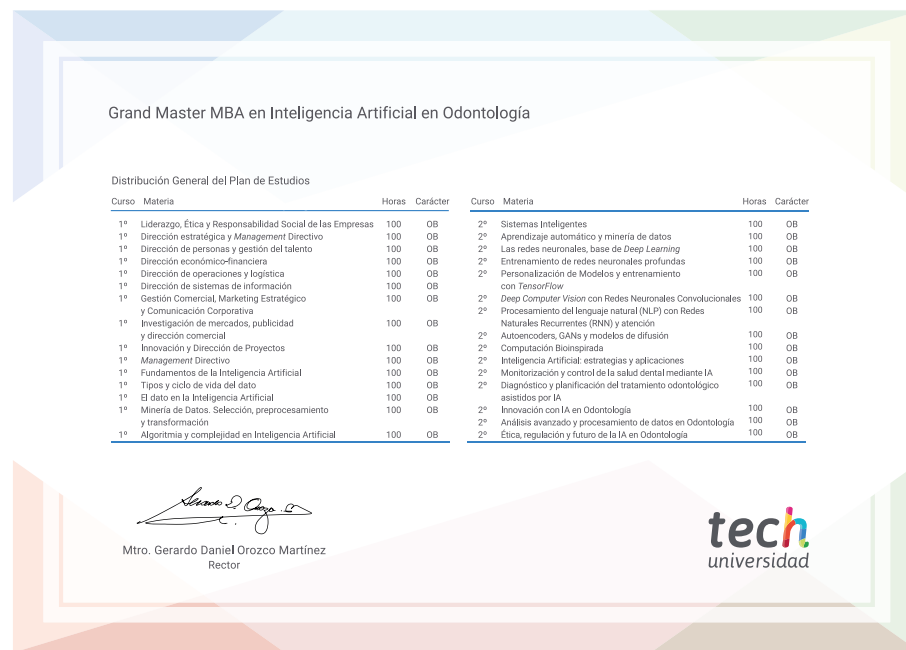 Grand Master MBA en Inteligencia Artificial en Odontología
Distribución General del Plan de Estudios
Curso Materia Horas Carácter
1º Liderazgo, Ética y Responsabilidad Social de las Empresas 100 OB
1º Dirección estratégica y Management Directivo 100 OB
1º Dirección de personas y gestión del talento 100 OB
1º Dirección económico-financiera 100 OB
1º Dirección de operaciones y logística 100 OB
1º Dirección de sistemas de información 100 OB
1º Gestión Comercial, Marketing Estratégico 100 OB
y Comunicación Corporativa
1º Investigación de mercados, publicidad 100 OB
y dirección comercial
1º Innovación y Dirección de Proyectos 100 OB
1º Management Directivo 100 OB
1º Fundamentos de la Inteligencia Artificial 100 OB
1º Tipos y ciclo de vida del dato 100 OB
1º El dato en la Inteligencia Artificial 100 OB
1º Minería de Datos. Selección, preprocesamiento 100 OB
y transformación
1º Algoritmia y complejidad en Inteligencia Artificial 100 OB
Curso Materia Horas Carácter
2º Sistemas Inteligentes 100 OB
2º Aprendizaje automático y minería de datos 100 OB
2º Las redes neuronales, base de Deep Learning 100 OB
2º Entrenamiento de redes neuronales profundas 100 OB
2º Personalización de Modelos y entrenamiento 100 OB
con TensorFlow
2º Deep Computer Vision con Redes Neuronales Convolucionales 100 OB
2º Procesamiento del lenguaje natural (NLP) con Redes 100 OB
Naturales Recurrentes (RNN) y atención
2º Autoencoders, GANs y modelos de difusión 100 OB
2º Computación Bioinspirada 100 OB
2º Inteligencia Artificial: estrategias y aplicaciones 100 OB
2º Monitorización y control de la salud dental mediante IA 100 OB
2º Diagnóstico y planificación del tratamiento odontológico 100 OB
asistidos por IA
2º Innovación con IA en Odontología 100 OB
2º Análisis avanzado y procesamiento de datos en Odontología 100 OB
2º Ética, regulación y futuro de la IA en Odontología 100 OB
Mtro. Gerardo Daniel Orozco Martínez
Rector
tech
universidad